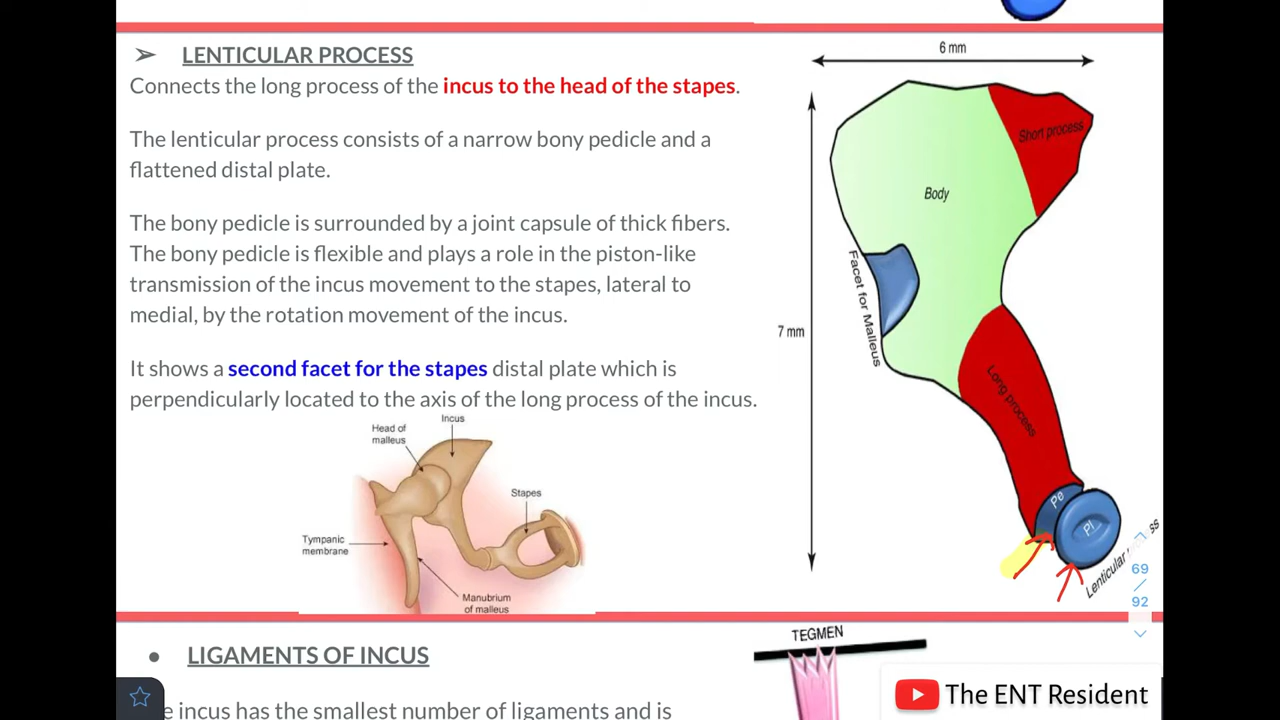 ➢ LENTICULAR PROCESS
Connects the long process of the incus to the head of the stapes.
The lenticular process consists of a narrow bony pedicle and a
flattened distal plate.
The bony pedicle is surrounded by a joint capsule of thick fibers.
The bony pedicle is flexible and plays a role in the piston-like
transmission of the incus movement to the stapes, lateral to
medial, by the rotation movement of the incus.
It shows a second facet for the stapes distal plate which is
perpendicularly located to the axis of the long process of the incus.
Incus
Head of
malleus
Stapes
Tympanic
membrane
Manubrium
of malleus
6 mm
Short process
Body
Facet for Malleus
7 mm
Long process
Pe
Pl
Lenticular
ss
69
/
92
● LIGAMENTS OF INCUS
e incus has the smallest number of ligaments and is
TEGMEN
The ENT Resident